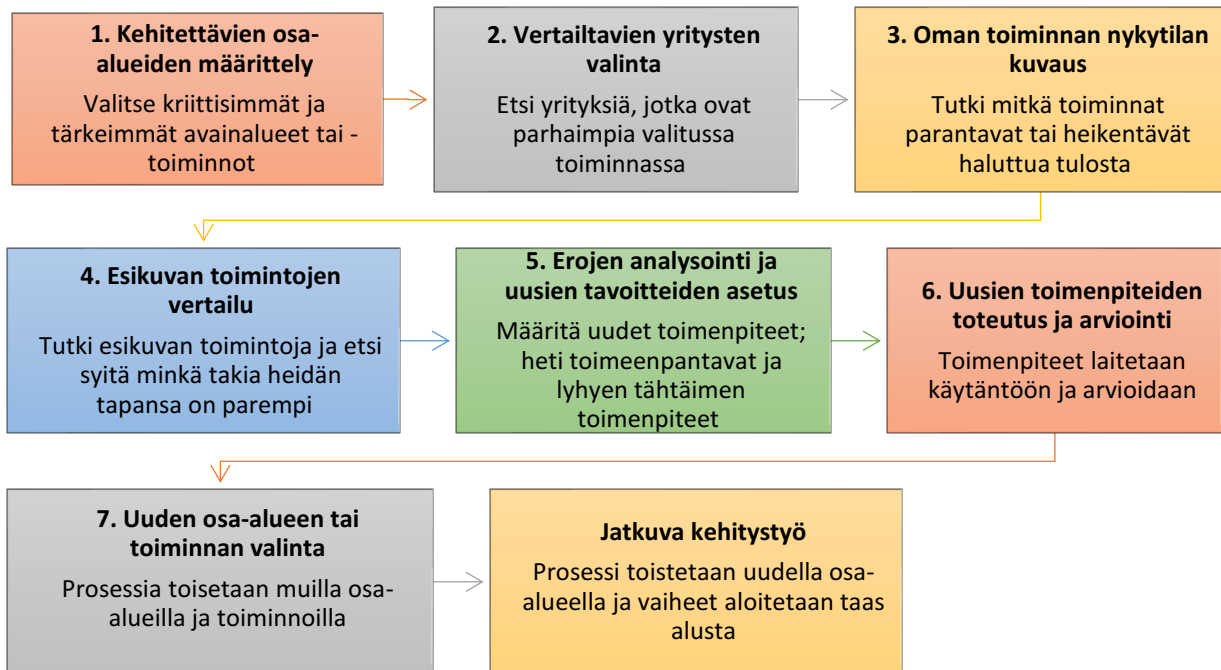 1. Kehitettävien osa-
alueiden määrittely
Valitse kriittisimmät ja
tärkeimmät avainalueet tai -
toiminnot
2. Vertailtavien yritysten
valinta
Etsi yrityksiä, jotka ovat
parhaimpia valitussa
toiminnassa
3. Oman toiminnan nykytilan
kuvaus
Tutki mitkä toiminnat
parantavat tai heikentävät
haluttua tulosta
4. Esikuvan toimintojen
vertailu
Tutki esikuvan toimintoja ja etsi
syitä minkä takia heidän
tapansa on parempi
5. Erojen analysointi ja
uusien tavoitteiden asetus
Määritä uudet toimenpiteet;
heti toimeenpantavat ja
lyhyen tähtäimen
toimenpiteet
6. Uusien toimenpiteiden
toteutus ja arviointi
Toimenpiteet laitetaan
käytäntöön ja arvioidaan
7. Uuden osa-alueen tai
toiminnan valinta
Prosessia toisetaan muilla osa-
alueilla ja toiminnoilla
Jatkuva kehitystyö
Prosessi toistetaan uudella osa-
alueella ja vaiheet aloitetaan taas
alusta